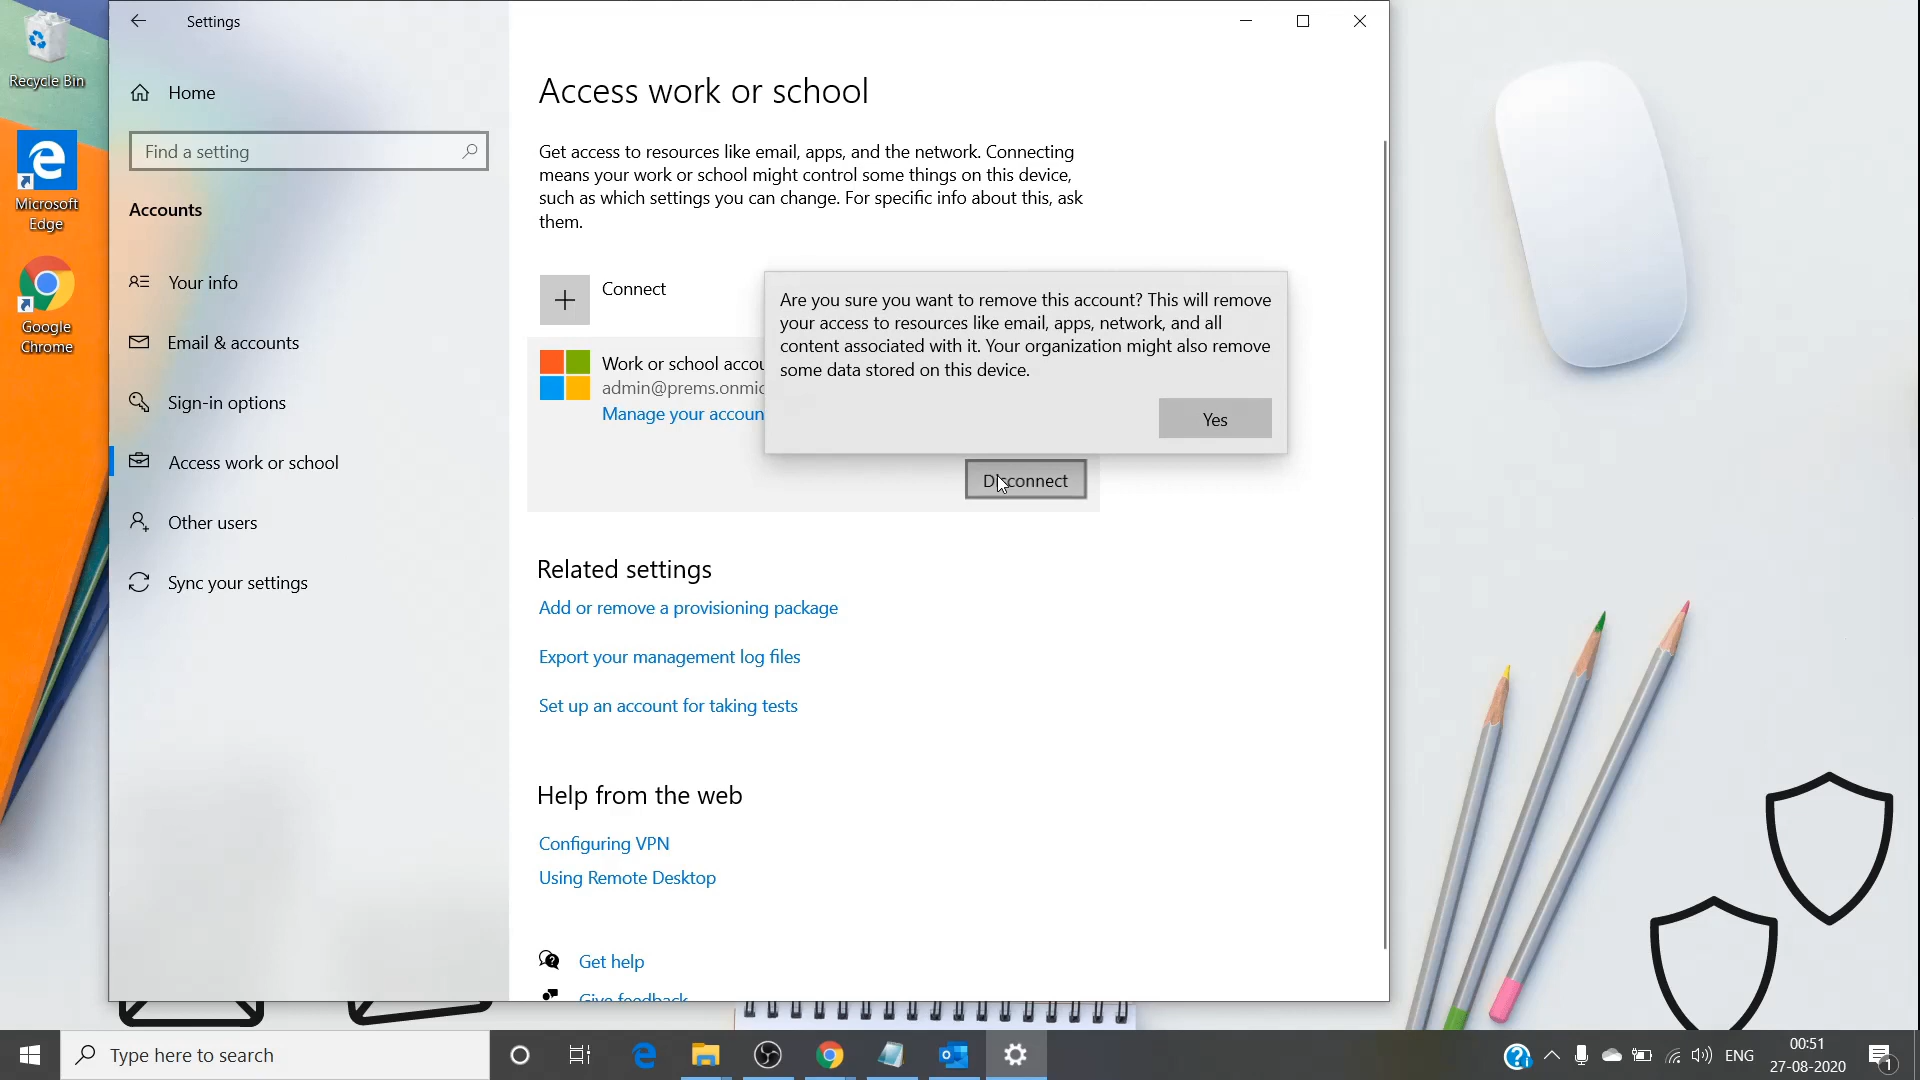 Recycle Bin
Microsoft
Edge
Google
Chrome
Settings
Home
Find a setting
Accounts
Your info
Email & accounts
Sign-in options
Access work or school
Other users
Sync your settings
Access work or school
Get access to resources like email, apps, and the network. Connecting
means your work or school might control some things on this device,
such as which settings you can change. For specific info about this, ask
them.
Connect
Work or school accou
admin@prems.onmic
Manage your accoun
Are you sure you want to remove this account? This will remove
your access to resources like email, apps, network, and all
content associated with it. Your organization might also remove
some data stored on this device.
Yes
Disconnect
Related settings
Add or remove a provisioning package
Export your management log files
Set up an account for taking tests
Help from the web
Configuring VPN
Using Remote Desktop
Get help
Give feedback
Type here to search
ENG
00:51
27-08-2020
1